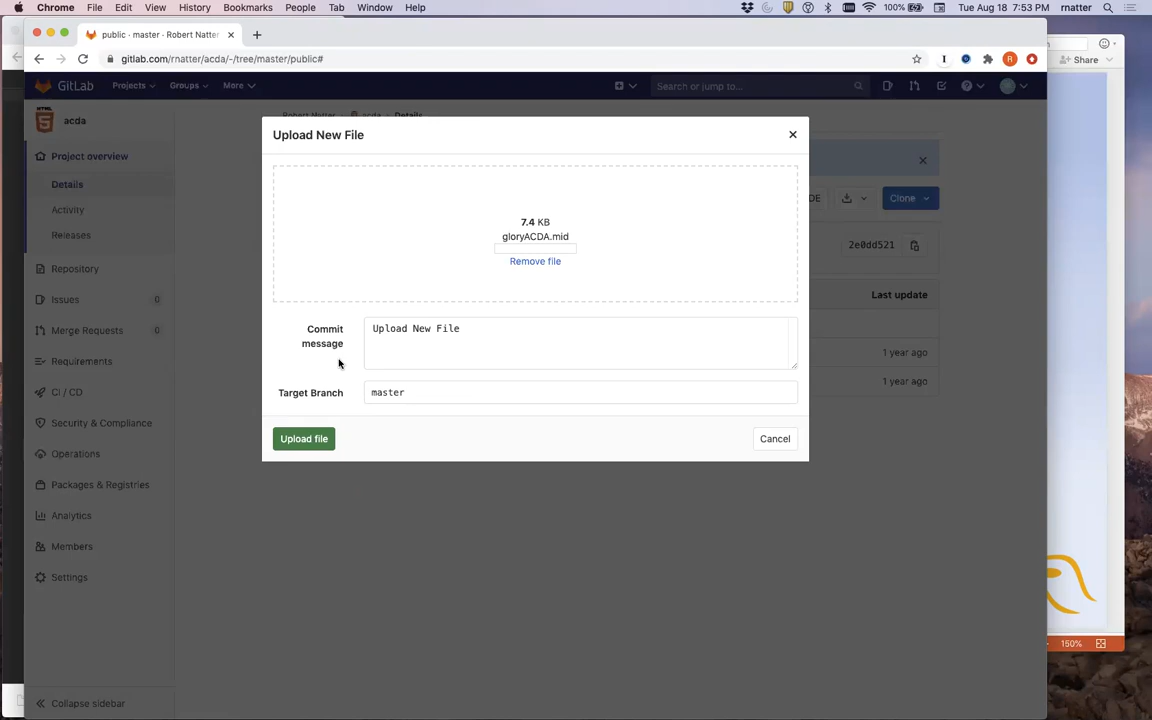 Chrome File Edit View History Bookmarks People Tab Window Help 100% Tue Aug 18 7:53 PM rnatter
public · master · Robert Natter
gitlab.com/rnatter/acda/-/tree/master/public#
R
Share
GitLab Projects Groups More Search or jump to...
acda
Robert Natter acda Details
Upload New File
Project overview
Details
Activity
Releases
Repository
Issues 0
Merge Requests 0
Requirements
CI / CD
Security & Compliance
Operations
Packages & Registries
Analytics
Members
Settings
Collapse sidebar
7.4 KB
gloryACDA.mid
Remove file
Commit message
Upload New File
Target Branch
master
Upload file
Cancel
DE
Clone
2e0dd521
Last update
1 year ago
1 year ago
150%